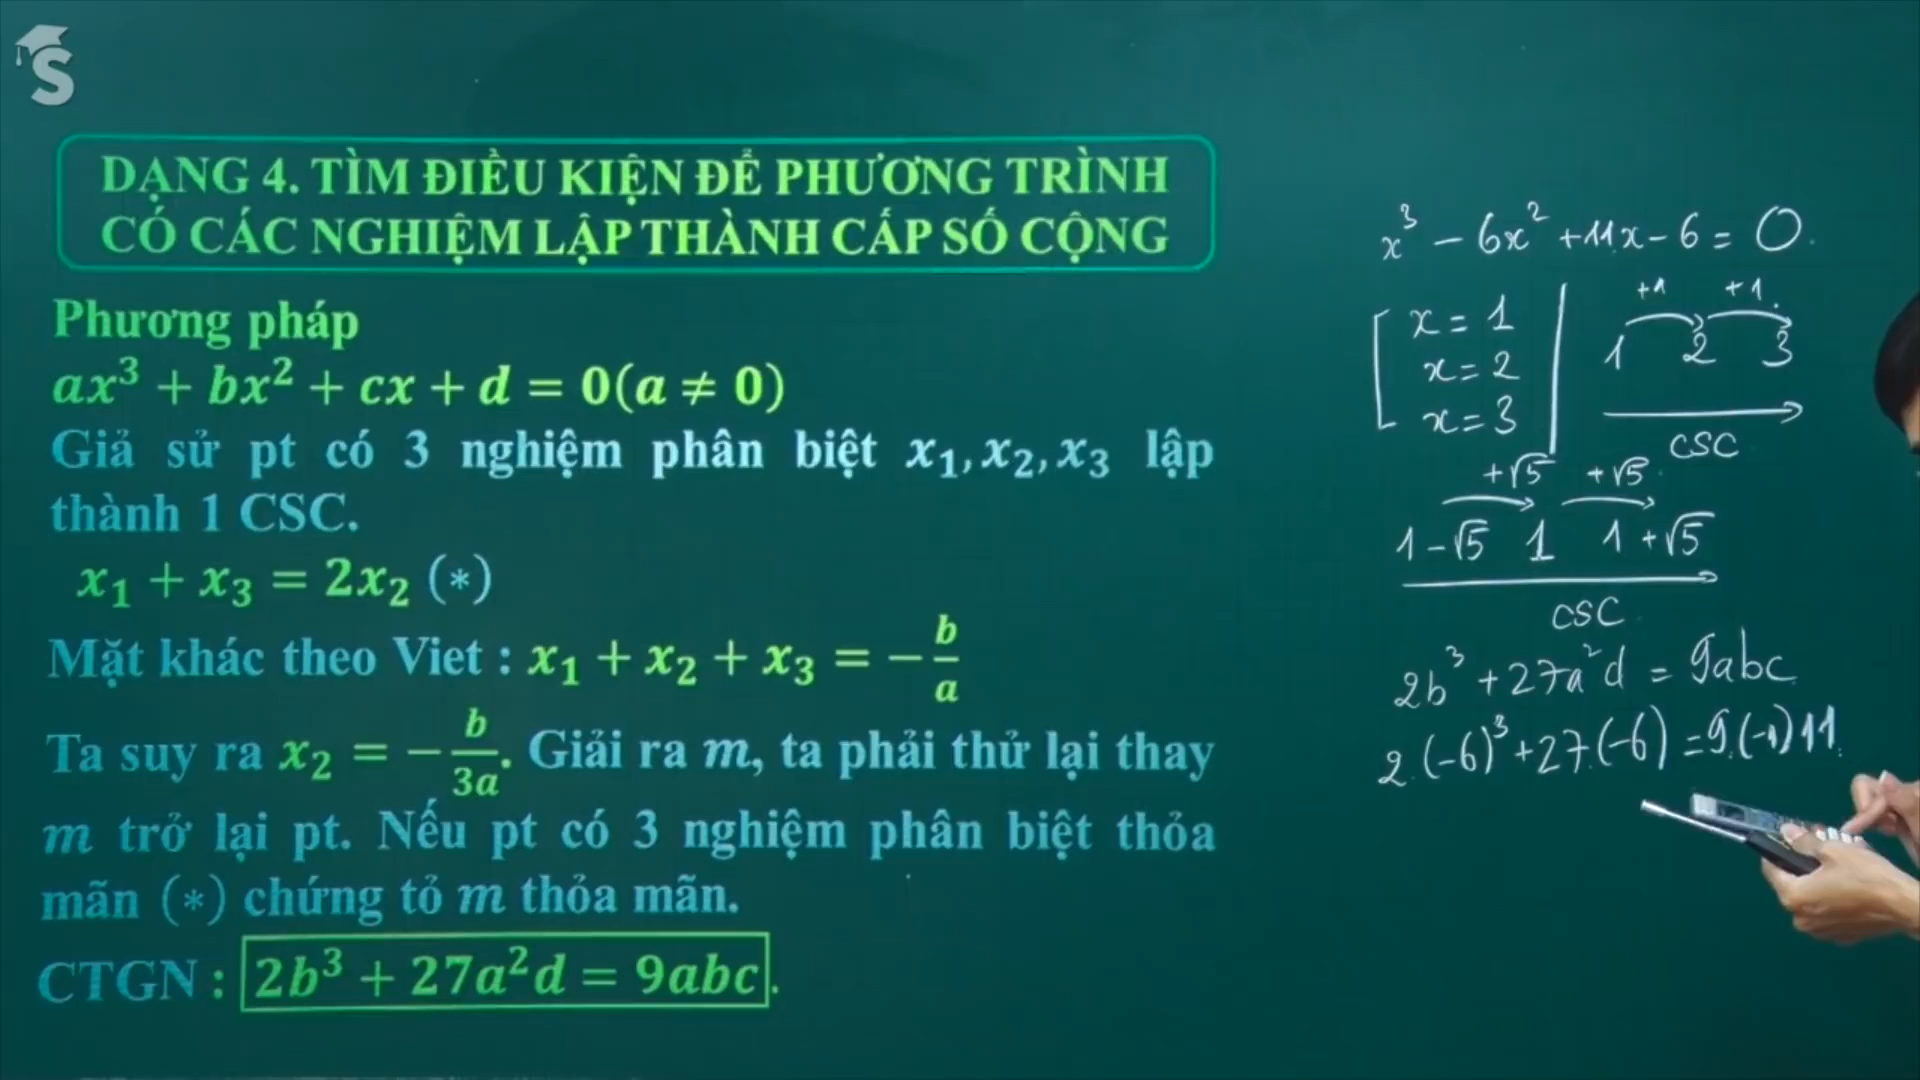 S
DẠNG 4. TÌM ĐIỀU KIỆN ĐỂ PHƯƠNG TRÌNH
CÓ CÁC NGHIỆM LẬP THÀNH CẤP SỐ CỘNG
Phương pháp
ax³ + bx² + cx + d = 0(a ≠ 0)
Giả sử pt có 3 nghiệm phân biệt x₁, x₂, x₃ lập
thành 1 CSC.
x₁ + x₃ = 2x₂ (*)
Mặt khác theo Viet : x₁ + x₂ + x₃ = −b/a
Ta suy ra x₂ = −b/3a. Giải ra m, ta phải thử lại thay
m trở lại pt. Nếu pt có 3 nghiệm phân biệt thỏa
mãn (*) chứng tỏ m thỏa mãn.
CTGN : 2b³ + 27a²d = 9abc.
x³ − 6x² + 11x − 6 = 0.
x = 1
x = 2
x = 3
+1 +1
1 2 3
CSC
+√5 +√5
1−√5 1 1+√5
CSC
2b³ + 27a²d = 9abc
2.(−6)³ + 27.(−6) = 9.(−1)11